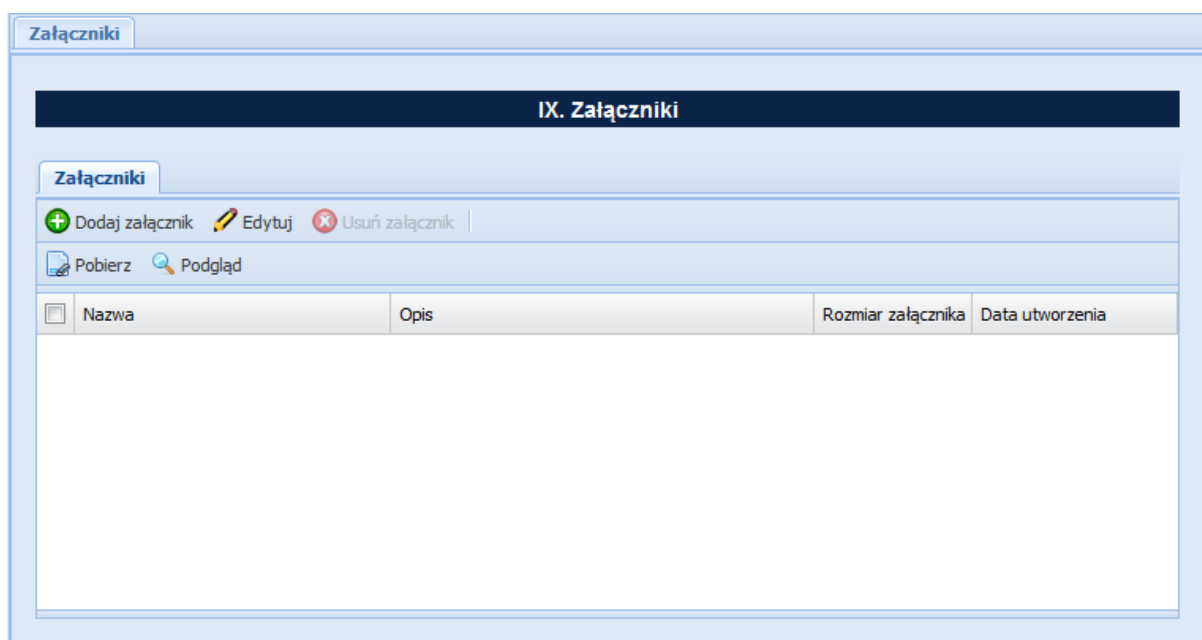 Załączniki
IX. Załączniki
Załączniki
Dodaj załącznik Edytuj Usuń załącznik
Pobierz Podgląd
Nazwa Opis Rozmiar załącznika Data utworzenia